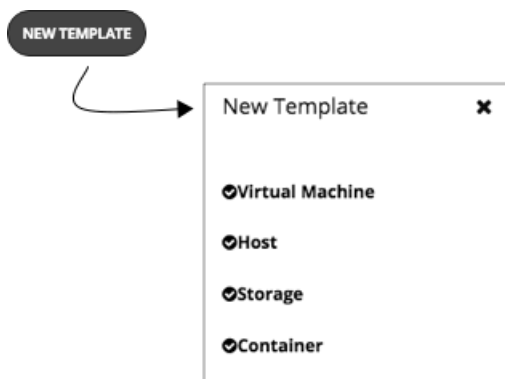 NEW TEMPLATE
New Template
Virtual Machine
Host
Storage
Container